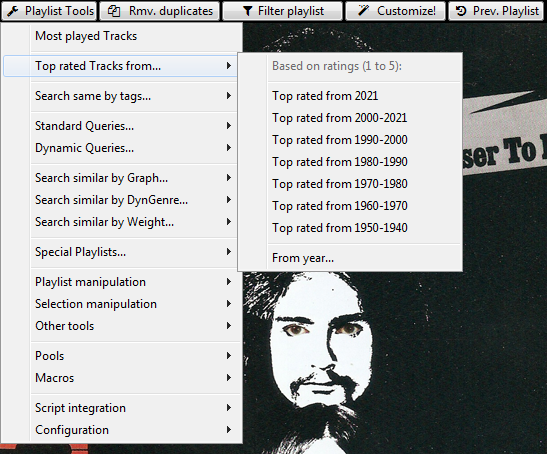 Playlist Tools
Rmv. duplicates
Filter playlist
Customize!
Prev. Playlist
Most played Tracks
Top rated Tracks from...
Search same by tags...
Standard Queries...
Dynamic Queries...
Search similar by Graph...
Search similar by DynGenre...
Search similar by Weight...
Special Playlists...
Playlist manipulation
Selection manipulation
Other tools
Pools
Macros
Script integration
Configuration
Based on ratings (1 to 5):
Top rated from 2021
Top rated from 2000-2021
Top rated from 1990-2000
Top rated from 1980-1990
Top rated from 1970-1980
Top rated from 1960-1970
Top rated from 1950-1940
From year...
ser To